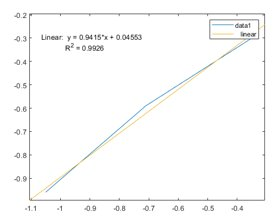 -0.2
-0.3
-0.4
-0.5
-0.6
-0.7
-0.8
-0.9
Linear: y = 0.9415*x + 0.04553
R² = 0.9926
data1
linear
-1.1 -1 -0.9 -0.8 -0.7 -0.6 -0.5 -0.4